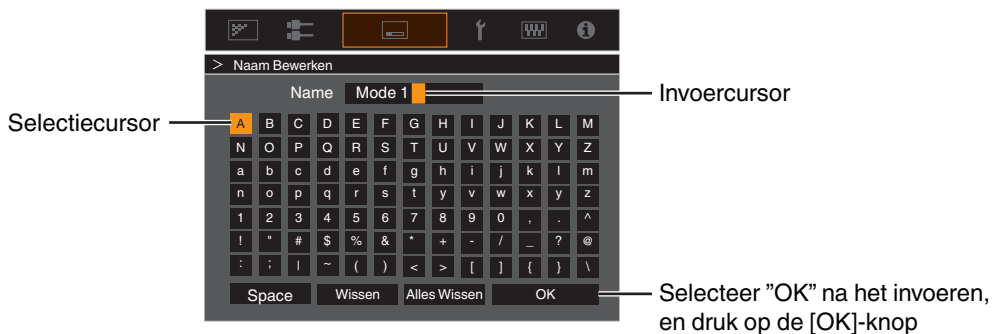 > Naam Bewerken
Name Mode 1
Invoercursor
Selectiecursor
A B C D E F G H I J K L M
N O P Q R S T U V W X Y Z
a b c d e f g h i j k l m
n o p q r s t y v w x y z
1 2 3 4 5 6 7 8 9 0 , . ^
! " # $ % & * + - / _ ? @
: ; | ~ ( ) < > [ ] { } \
Space Wissen Alles Wissen OK
Selecteer ”OK” na het invoeren,
en druk op de [OK]-knop